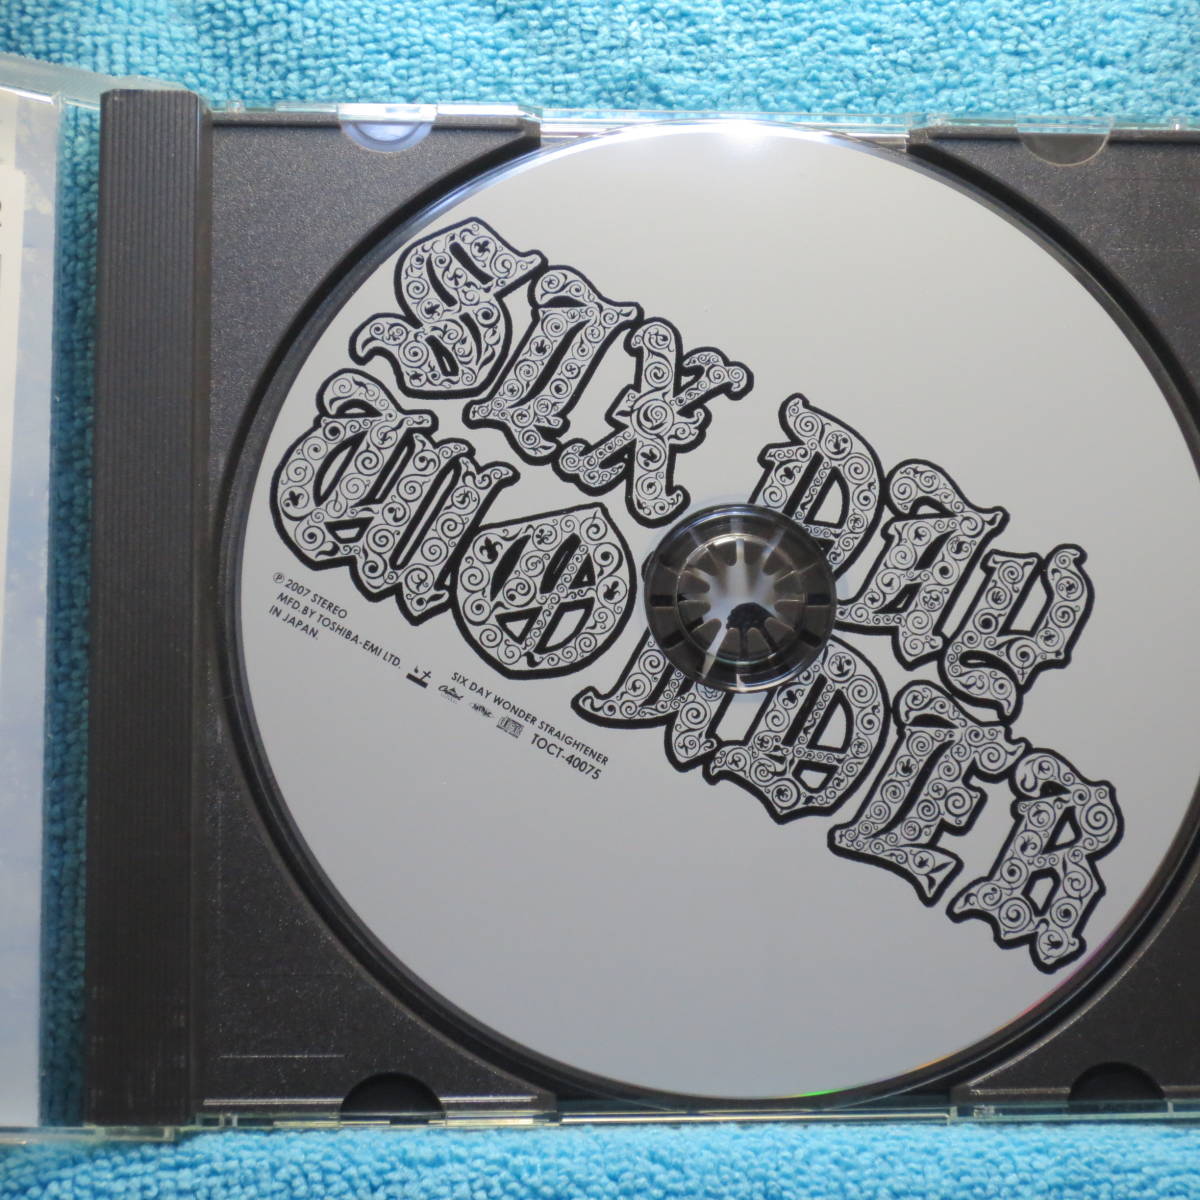 SIX DAY
WONDER
℗ 2007 STEREO
MFD. BY TOSHIBA-EMI LTD.
IN JAPAN.
SIX DAY WONDER STRAIGHTENER
TOCT-40075